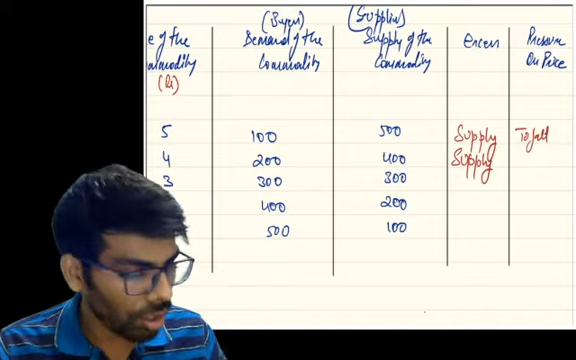 (Buyer) (Supplier)
e of the Demand of the Supply of the Excess Pressure
mmodity Commodity Commodity On Price
(Rs)
5 100 500 Supply To fall
4 200 400 Supply
3 300 300
400 200
500 100